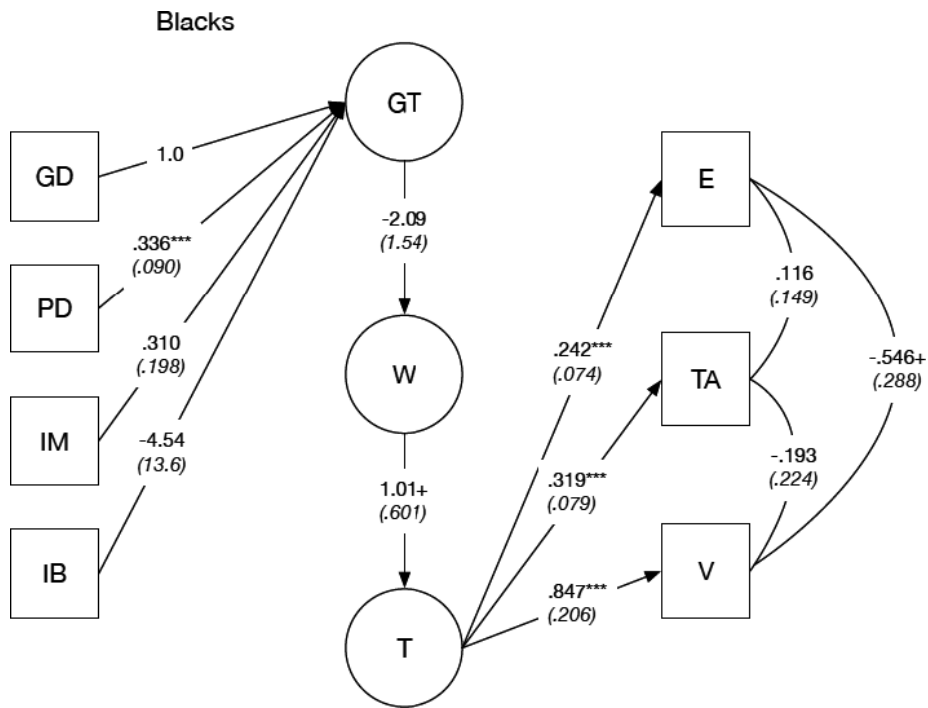 Blacks
GT
GD
1.0
E
-2.09
(1.54)
.336***
(.090)
.116
(.149)
PD
.310
(.198)
W
.242***
(.074)
TA
-.546+
(.288)
IM
-4.54
(13.6)
-.193
(.224)
1.01+
(.601)
.319***
(.079)
IB
V
.847***
(.206)
T